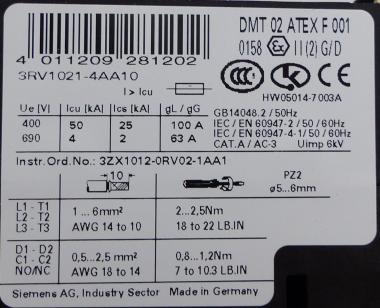 DMT 02 ATEX F 001
0158 Ex II (2) G/D
4 011209 281202
3RV1021-4AA10
I > Icu
CCC
HW05014-7003A
Ue [V] Icu [kA] Ics [kA] gL / gG
400 50 25 100 A
690 4 2 63 A
GB14048.2 / 50Hz
IEC / EN 60947-2 / 50/60Hz
IEC / EN 60947-4-1/ 50/60 Hz
CAT.A / AC-3 Uimp 6kV
Instr.Ord.No.: 3ZX1012-0RV02-1AA1
10
PZ2
ø5...6mm
L1 - T1
L2 - T2
L3 - T3
1 ... 6mm²
AWG 14 to 10
2 ... 2,5Nm
18 to 22 LB.IN
D1 - D2
C1 - C2
NO/NC
0,5...2,5 mm²
AWG 18 to 14
0,8...1,2Nm
7 to 10.3 LB.IN
Siemens AG, Industry Sector Made in Germany